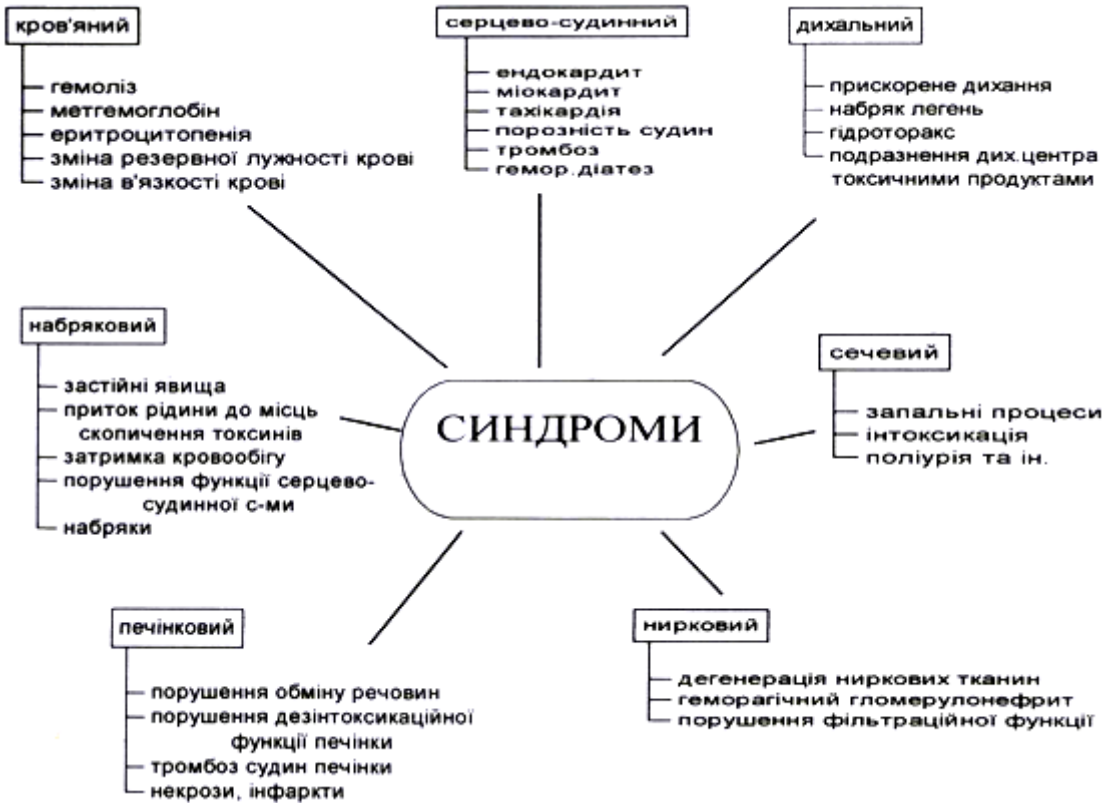 кров'яний
гемоліз
метгемоглобін
еритроцитопенія
зміна резервної лужності крові
зміна в'язкості крові
серцево-судинний
ендокардит
міокардит
тахікардія
порозність судин
тромбоз
гемор.діатез
дихальний
прискорене дихання
набряк легень
гідроторакс
подразнення дих.центра
токсичними продуктами
набряковий
застійні явища
приток рідини до місць
скопичення токсинів
затримка кровообігу
порушення функції серцево-
судинної с-ми
набряки
СИНДРОМИ
сечевий
запальні процеси
інтоксикація
поліурія та ін.
печінковий
порушення обміну речовин
порушення дезінтоксикаційної
функції печінки
тромбоз судин печінки
некрози, інфаркти
нирковий
дегенерація ниркових тканин
геморагічний гломерулонефрит
порушення фільтраційної функції